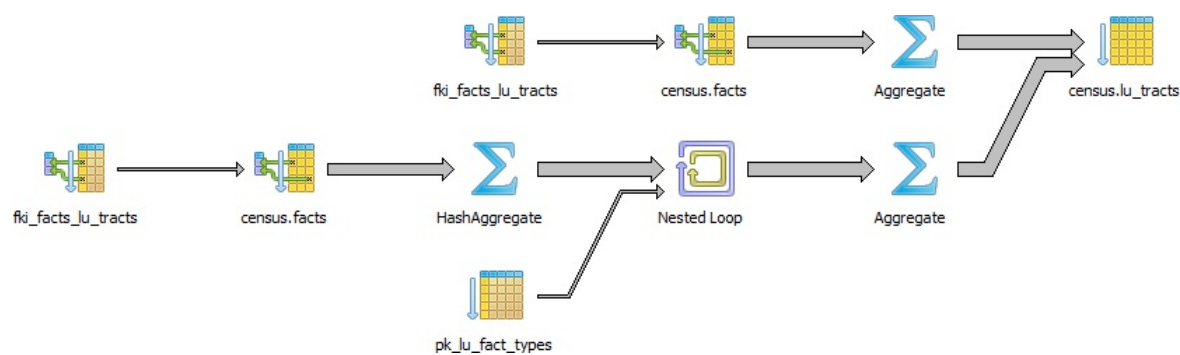 fki_facts_lu_tracts
census.facts
Aggregate
census.lu_tracts
fki_facts_lu_tracts
census.facts
HashAggregate
Nested Loop
Aggregate
pk_lu_fact_types